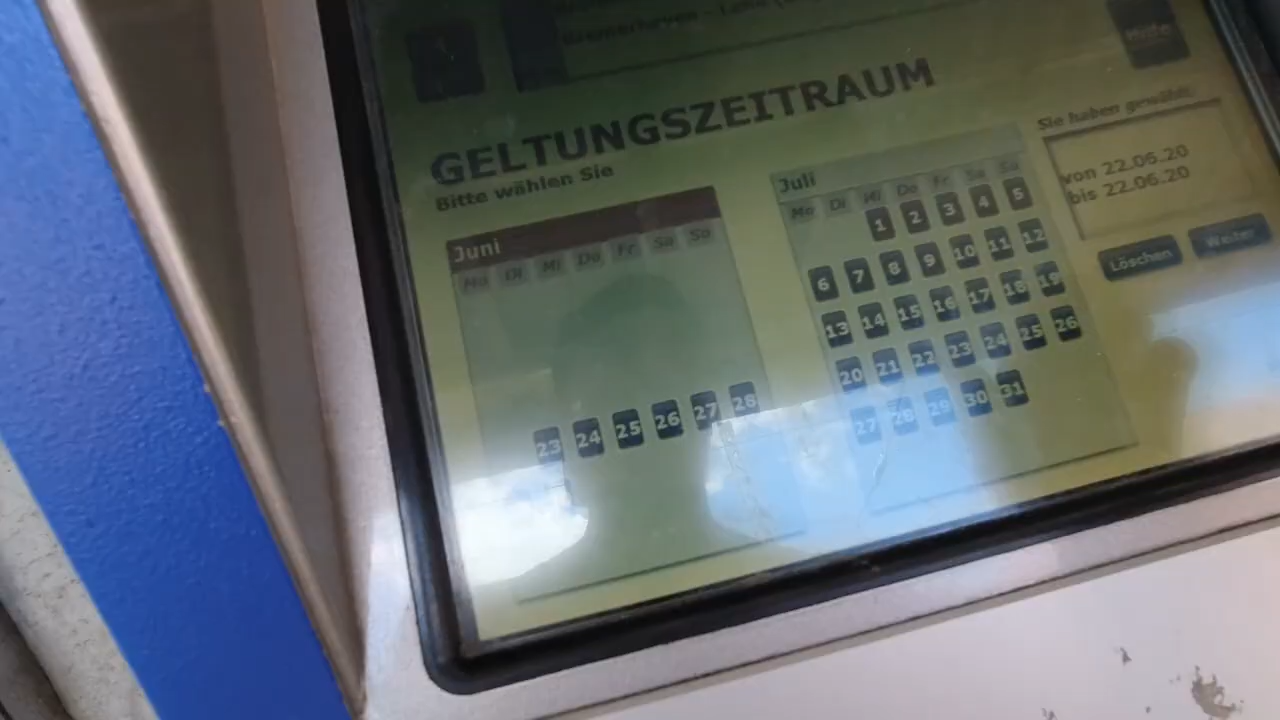 Bremerhaven - Lehe
Hilfe
GELTUNGSZEITRAUM
Bitte wählen Sie
Sie haben gewählt:
von 22.06.20
bis 22.06.20
Löschen
Weiter
Juni
Mo Di Mi Do Fr Sa So
23 24 25 26 27 28
Juli
Mo Di Mi Do Fr Sa So
1 2 3 4 5
6 7 8 9 10 11 12
13 14 15 16 17 18 19
20 21 22 23 24 25 26
27 28 29 30 31